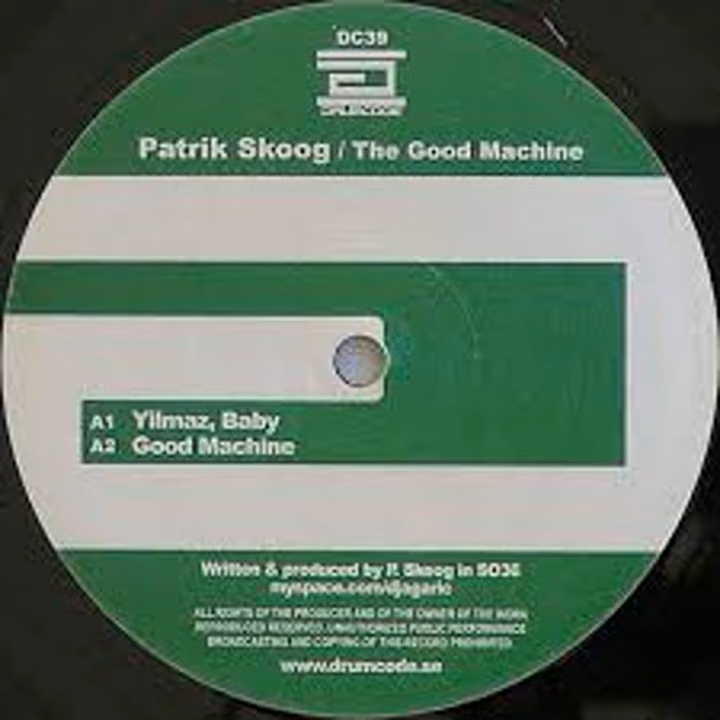 DC39
DRUMCODE
Patrik Skoog / The Good Machine
A1 Yilmaz, Baby
A2 Good Machine
Written & produced by P. Skoog in SO36
myspace.com/djagaric
ALL RIGHTS OF THE PRODUCER AND OF THE OWNER OF THE WORK
REPRODUCED RESERVED. UNAUTHORIZED PUBLIC PERFORMANCE
BROADCASTING AND COPYING OF THIS RECORD PROHIBITED
www.drumcode.se